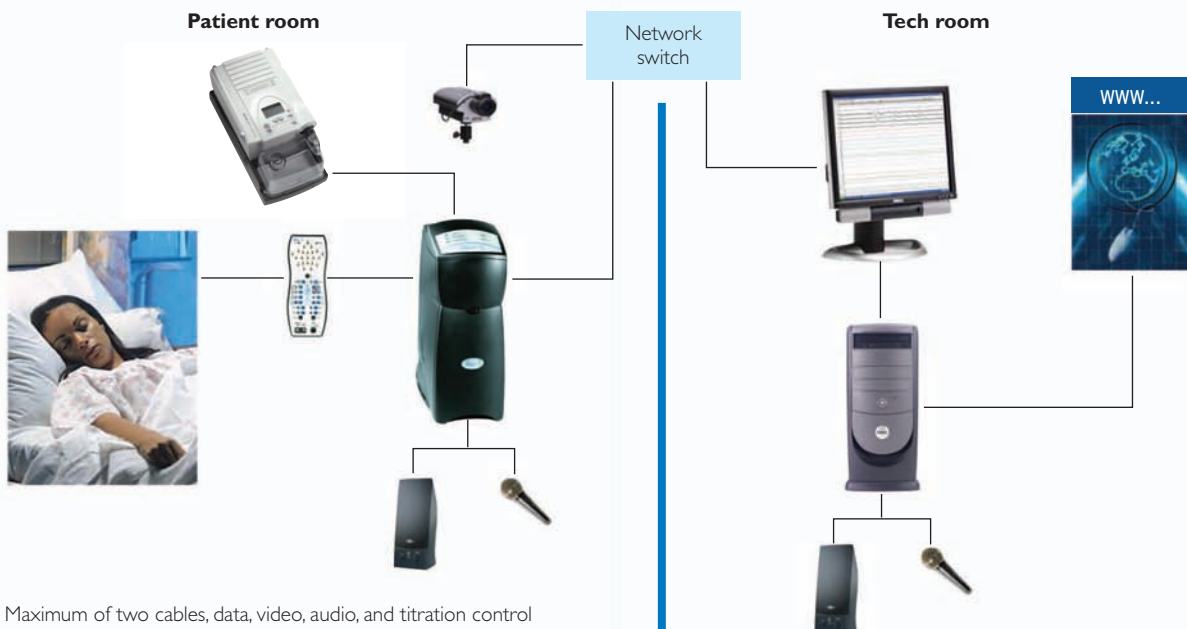 Patient room
Network
switch
Tech room
WWW...
Maximum of two cables, data, video, audio, and titration control